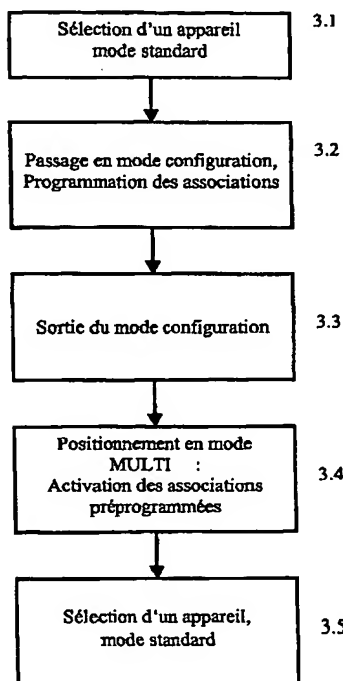 Sélection d'un appareil
mode standard
3.1
Passage en mode configuration,
Programmation des associations
3.2
Sortie du mode configuration
3.3
Positionnement en mode
MULTI :
Activation des associations
préprogrammées
3.4
Sélection d'un appareil,
mode standard
3.5